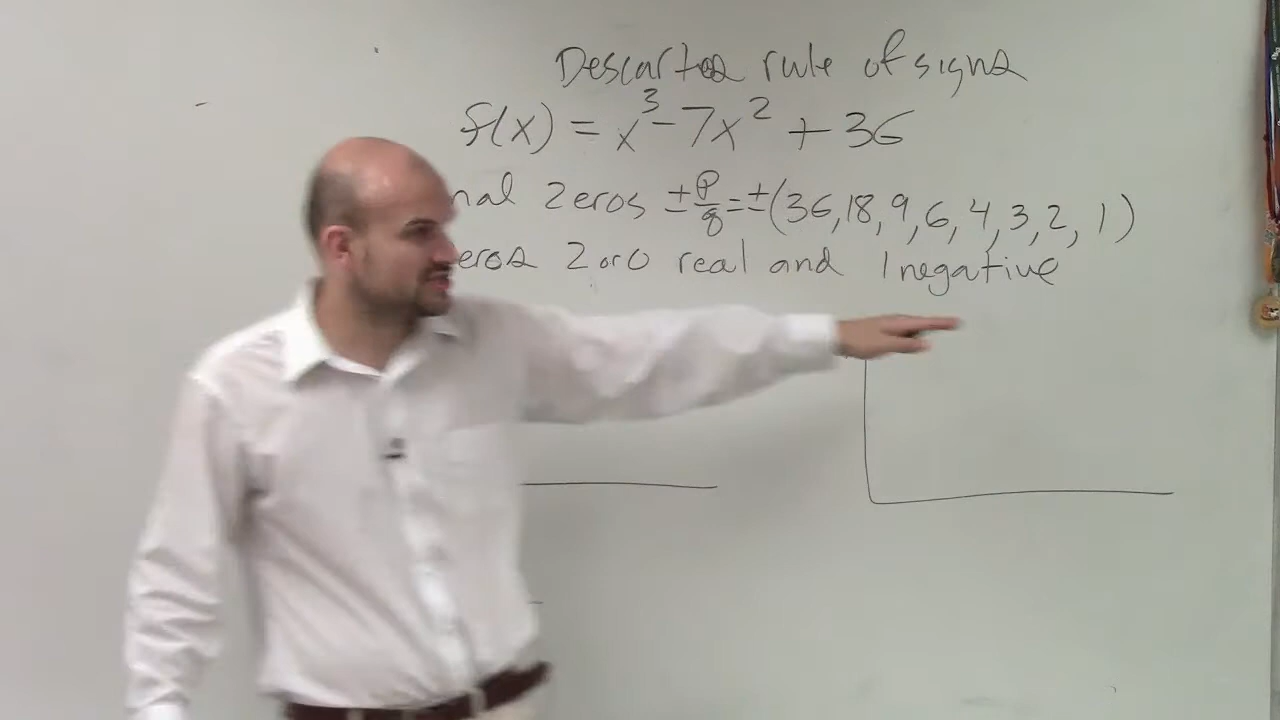 Descartes rule of signs
f(x) = x³ - 7x² + 36
nal zeros ± p/q = ± (36, 18, 9, 6, 4, 3, 2, 1)
eros 2 or 0 real and 1 negative